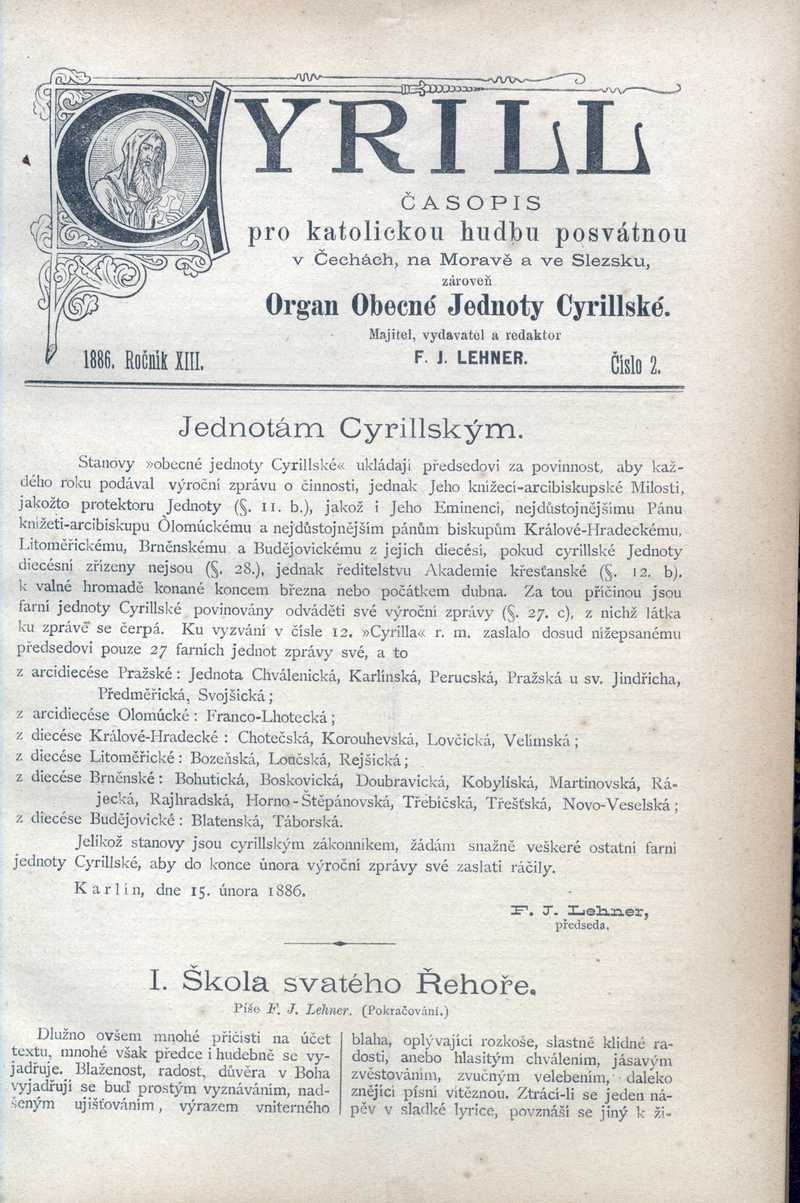 CYRILL
ČASOPIS
pro katolickou hudbu posvátnou
v Čechách, na Moravě a ve Slezsku,
zároveň
Organ Obecné Jednoty Cyrillské.
Majitel, vydavatel a redaktor
1886. Ročník XIII.
F. J. LEHNER.
Číslo 2.
Jednotám Cyrillským.
Stanovy »obecné jednoty Cyrillské« ukládají předsedovi za povinnost, aby kaž-
dého roku podával výroční zprávu o činnosti, jednak Jeho knížecí-arcibiskupské Milosti,
jakožto protektoru Jednoty (§. 11. b.), jakož i Jeho Eminenci, nejdůstojnějšímu Pánu
knížeti-arcibiskupu Olomúckému a nejdůstojnějším pánům biskupům Králové-Hradeckému,
Litoměřickému, Brněnskému a Budějovickému z jejich diecésí, pokud cyrillské Jednoty
diecésní zřízeny nejsou (§. 28.), jednak ředitelstvu Akademie křesťanské (§. 12. b).
k valné hromadě konané koncem března nebo počátkem dubna. Za tou příčinou jsou
farní jednoty Cyrillské povinovány odváděti své výroční zprávy (§. 27. c), z nichž látka
ku zprávě se čerpá. Ku vyzvání v čísle 12. »Cyrilla« r. m. zaslalo dosud nížepsanému
předsedovi pouze 27 farních jednot zprávy své, a to
z arcidiecése Pražské : Jednota Chválenická, Karlínská, Perucská, Pražská u sv. Jindřicha,
Předměřická, Svojšická ;
z arcidiecése Olomúcké : Franco-Lhotecká ;
z diecése Králové-Hradecké : Chotečská, Korouhevská, Lovčická, Velimská ;
z diecése Litoměřické : Bozeňská, Loučská, Rejšická ;
z diecése Brněnské : Bohutická, Boskovická, Doubravická, Kobylíská, Martinovská, Rá-
jecká, Rajhradská, Horno-Štěpánovská, Třebíčská, Třešťská, Novo-Veselská ;
z diecése Budějovické : Blatenská, Táborská.
Jelikož stanovy jsou cyrillským zákonníkem, žádám snažně veškeré ostatní farní
jednoty Cyrillské, aby do konce února výroční zprávy své zaslati ráčily.
Karlín, dne 15. února 1886.
F. J. Lehner,
předseda.
I. Škola svatého Řehoře.
Píše F. J. Lehner. (Pokračování.)
Dlužno ovšem mnohé přičísti na účet
textu, mnohé však předce i hudebně se vy-
jadřuje. Blaženost, radost, důvěra v Boha
vyjadřují se buď prostým vyznáváním, nad-
šeným ujišťováním, výrazem vniterného
blaha, oplývající rozkoše, slastně klidné ra-
dosti, anebo hlasitým chválením, jásavým
zvěstováním, zvučným velebením, daleko
znějící písní vítěznou. Ztrácí-li se jeden ná-
pěv v sladké lyrice, povznáší se jiný k ži-